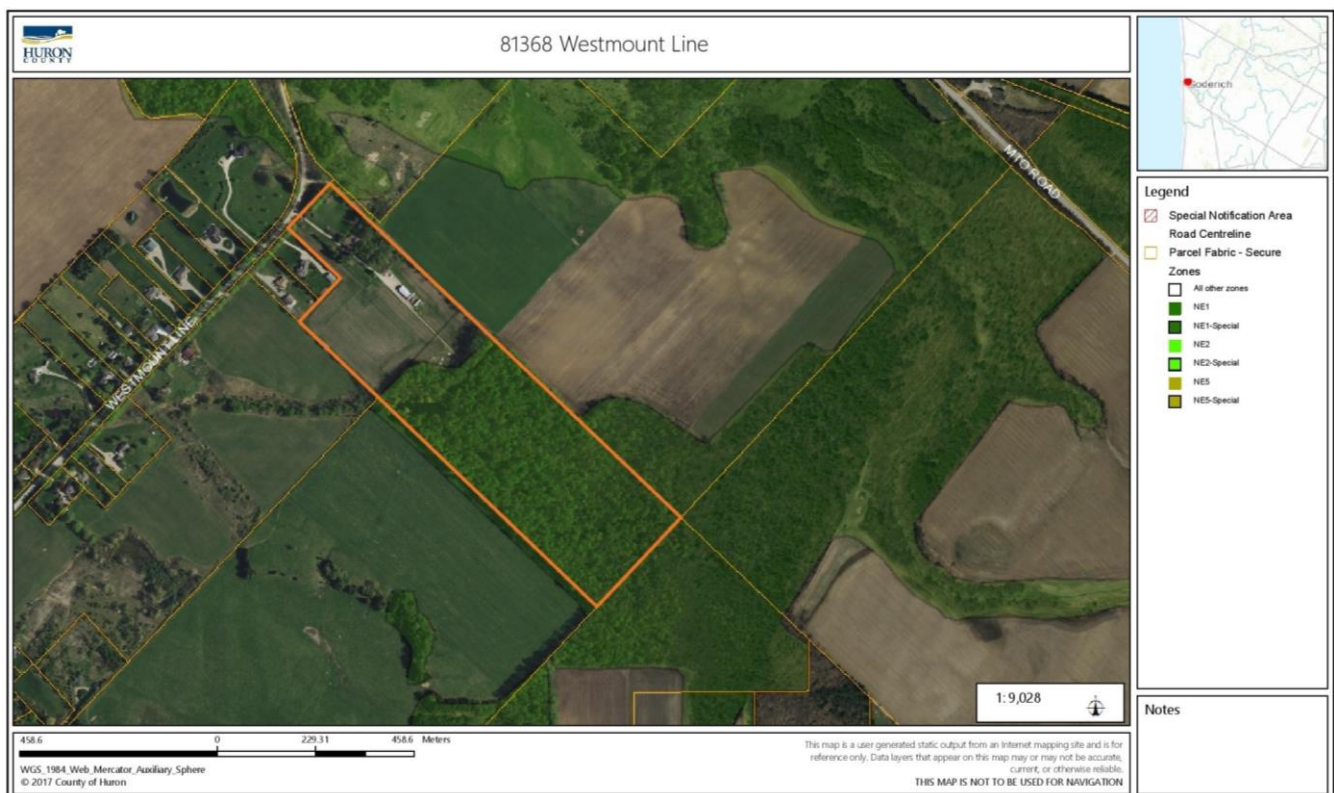 HURON
COUNTY
81368 Westmount Line
Goderich
MTO ROAD
WESTMOUNT LINE
Legend
Special Notification Area
Road Centreline
Parcel Fabric - Secure
Zones
All other zones
NE1
NE1-Special
NE2
NE2-Special
NE5
NE5-Special
1: 9,028
Notes
458.6 0 229.31 458.6 Meters
WGS_1984_Web_Mercator_Auxiliary_Sphere
© 2017 County of Huron
This map is a user generated static output from an Internet mapping site and is for
reference only. Data layers that appear on this map may or may not be accurate,
current, or otherwise reliable.
THIS MAP IS NOT TO BE USED FOR NAVIGATION